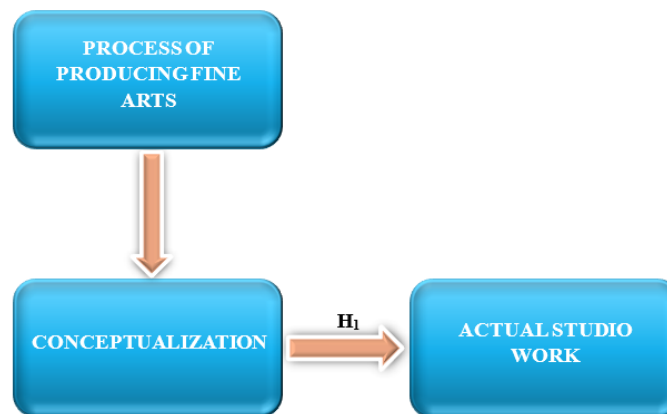 PROCESS OF
PRODUCING FINE
ARTS
CONCEPTUALIZATION
H1
ACTUAL STUDIO
WORK